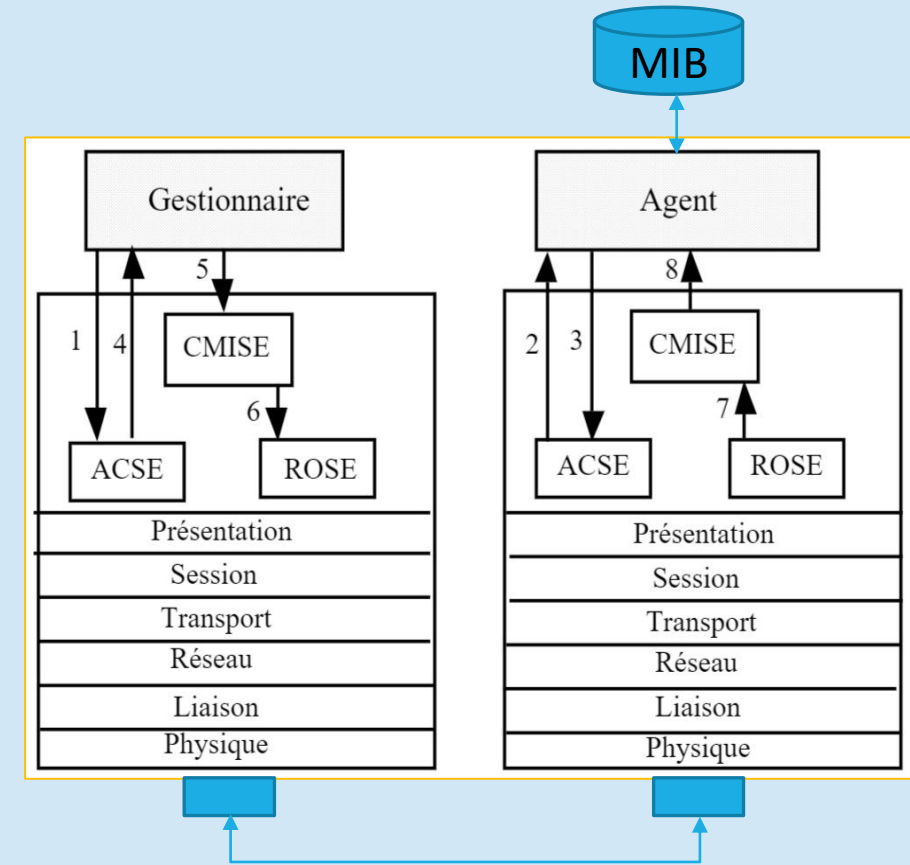 MIB
Gestionnaire
Agent
5
8
1
4
CMISE
2
3
CMISE
6
7
ACSE
ROSE
ACSE
ROSE
Présentation
Session
Transport
Réseau
Liaison
Physique
Présentation
Session
Transport
Réseau
Liaison
Physique